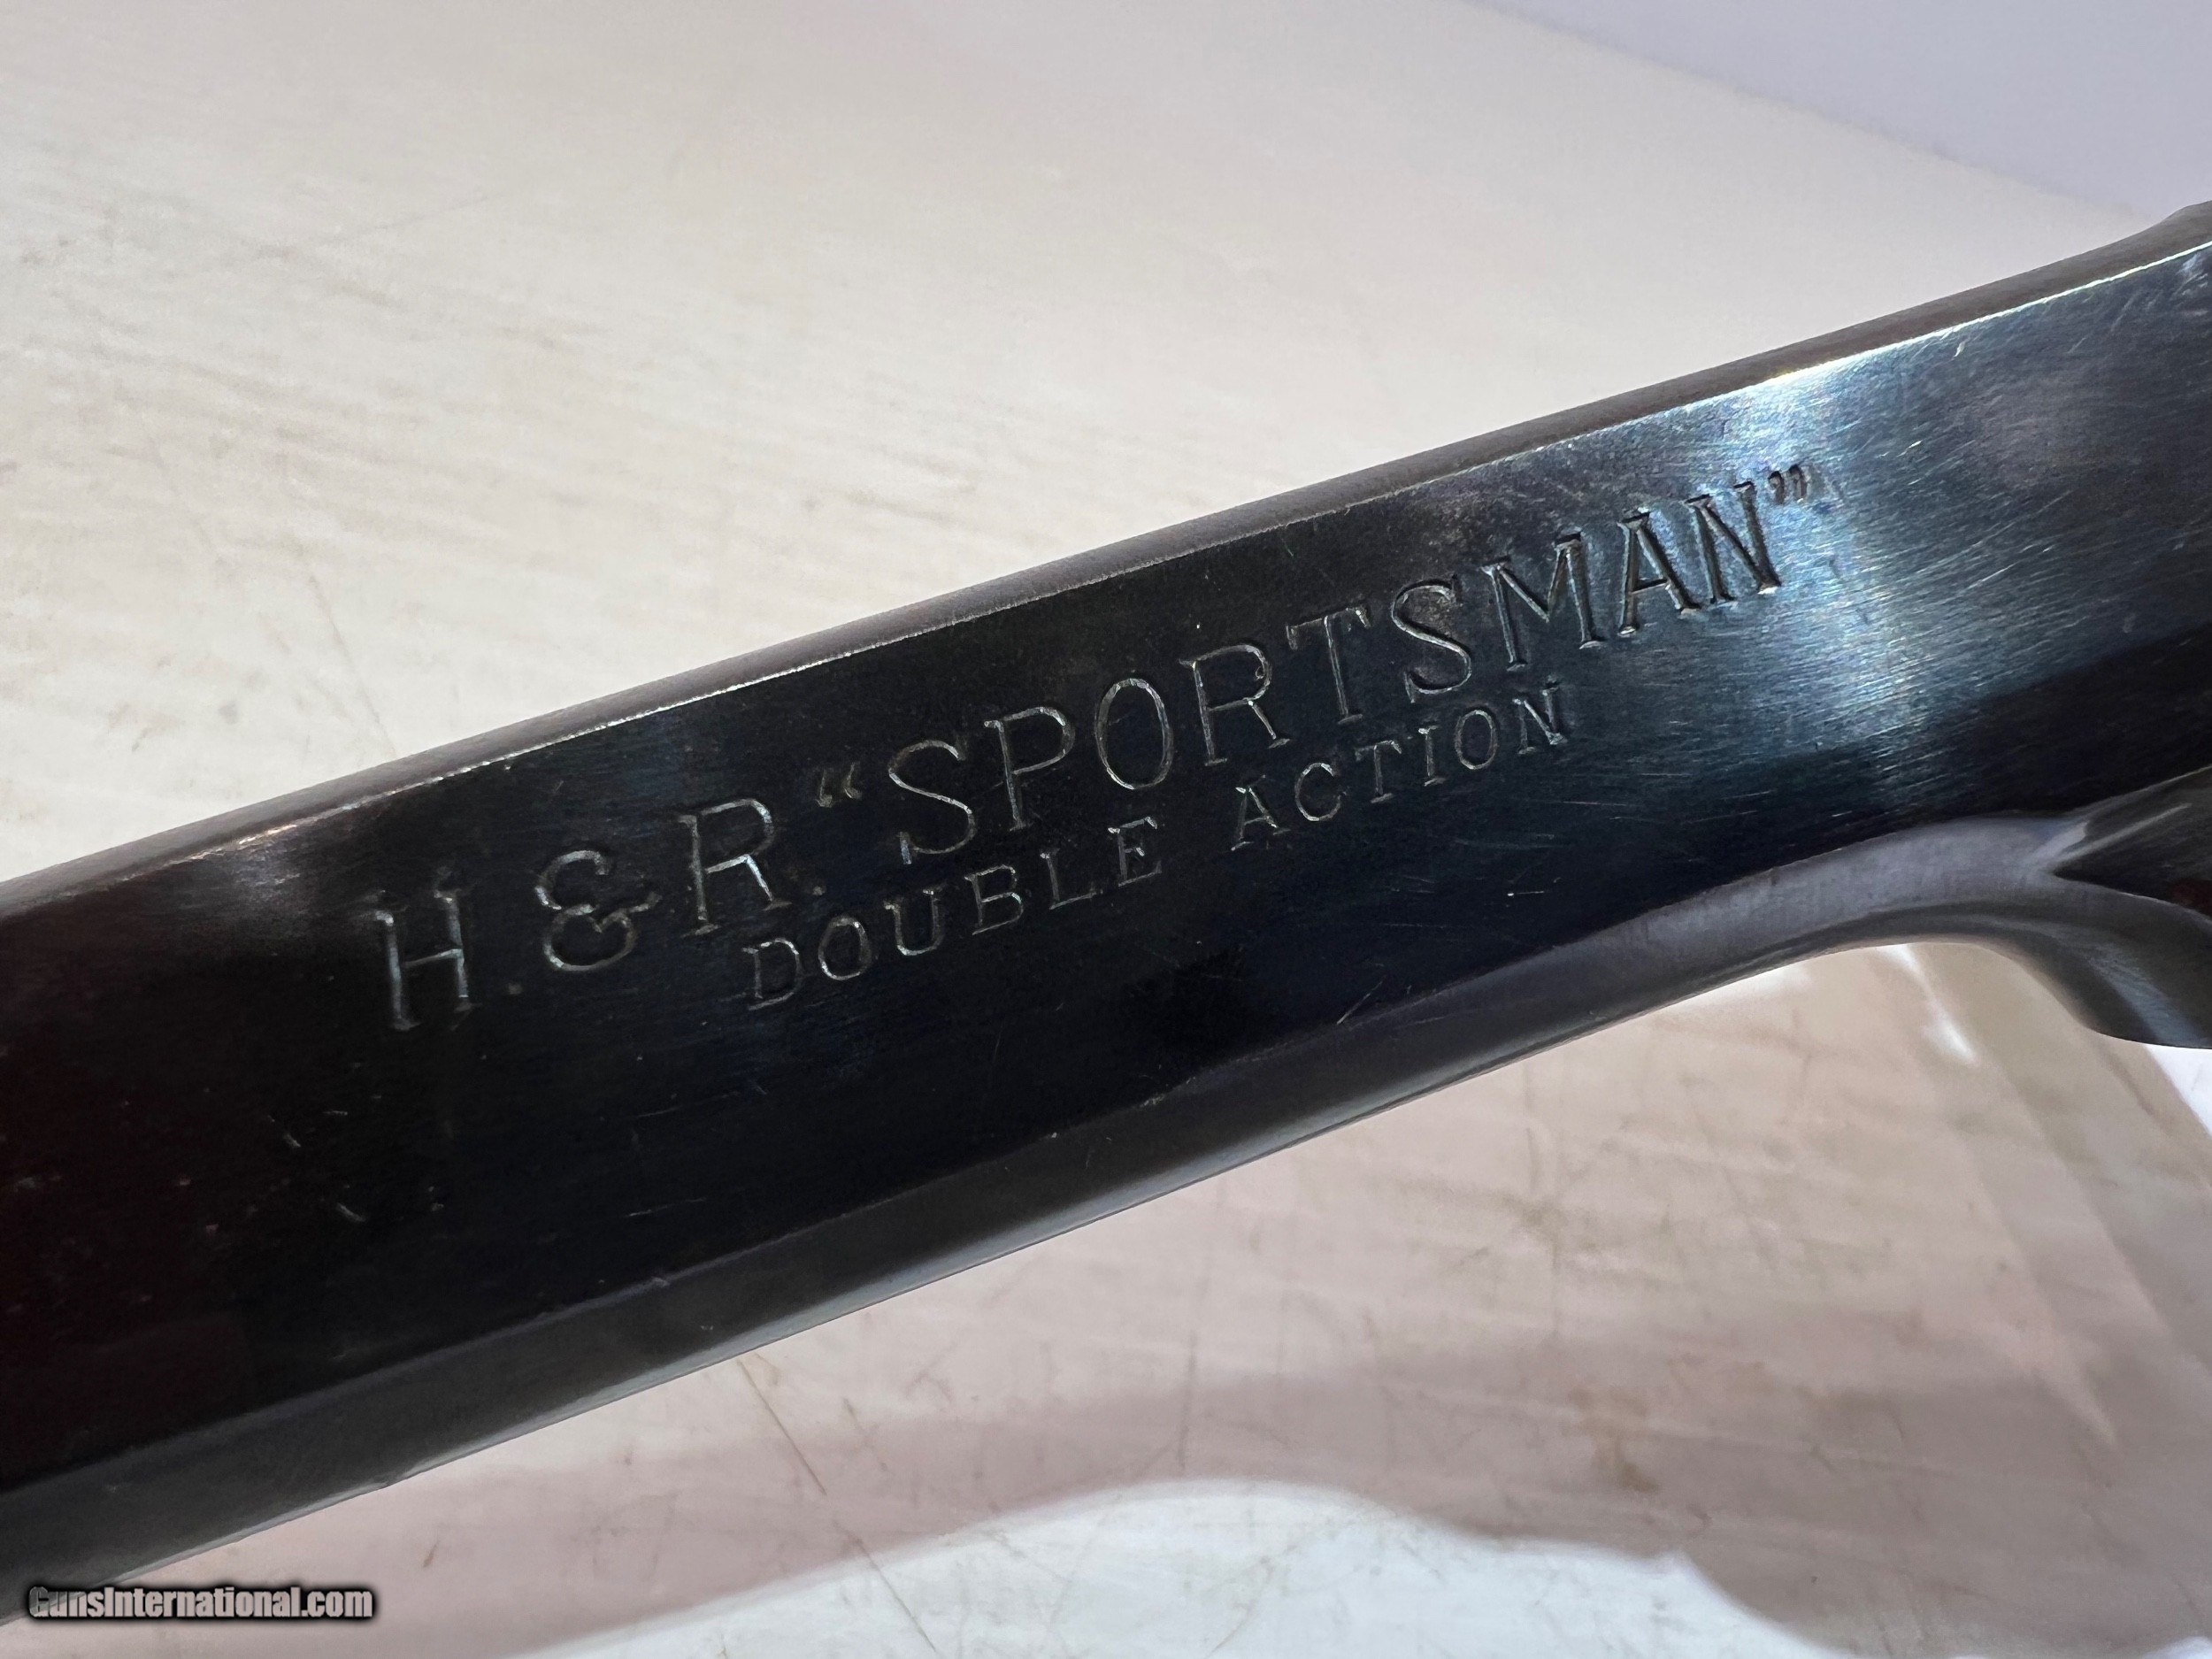 H. & R. “SPORTSMAN”
DOUBLE ACTION
GunsInternational.com